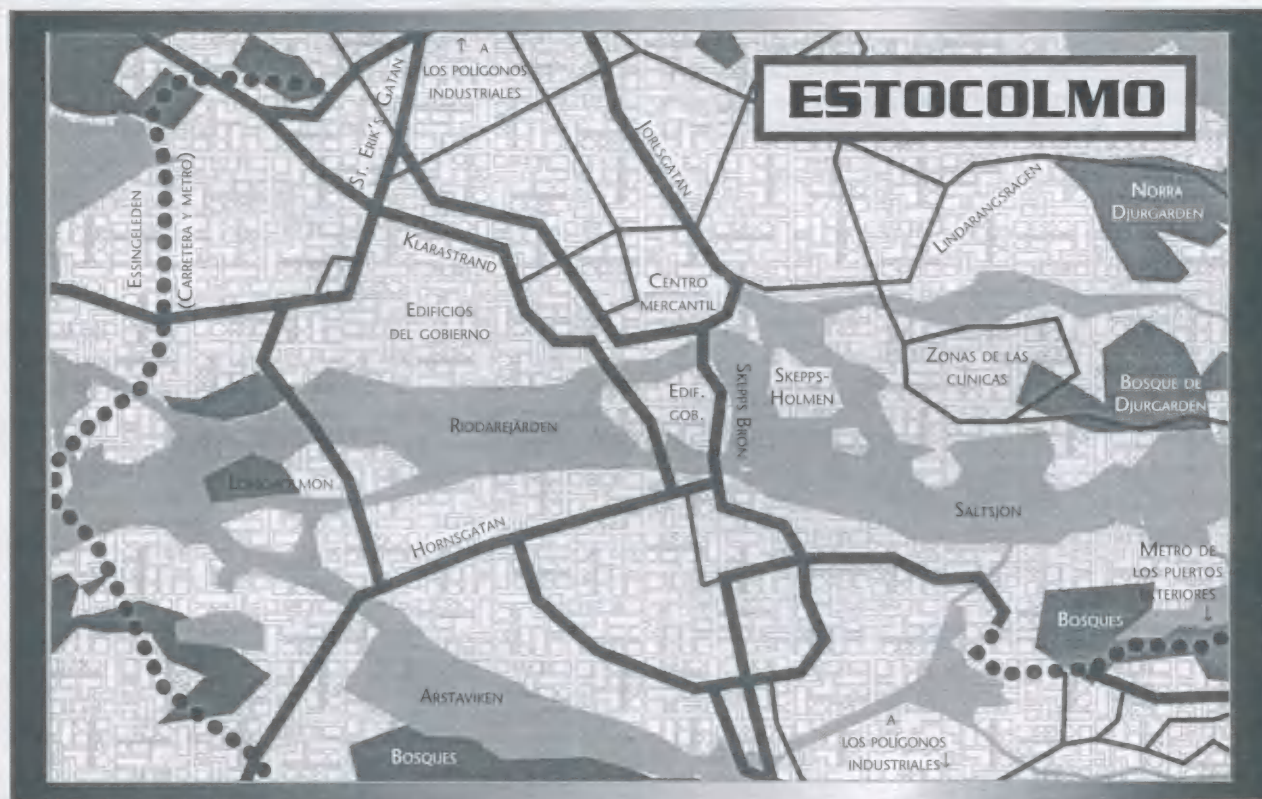 ESTOCOLMO
↑ A
LOS POLÍGONOS
INDUSTRIALES
ST. ERIK'S GATAN
JORLSGATAN
NORRA
DJURGARDEN
LINDARANGSRAGEN
ESSINGELEDEN
(CARRETERA Y METRO)
KLARASTRAND
CENTRO
MERCANTIL
EDIFICIOS
DEL GOBIERNO
ZONAS DE LAS
CLÍNICAS
SKEPPS-
HOLMEN
BOSQUE DE
DJURGARDEN
EDIF.
GOB.
SKEPPS BRON
RIDDAREJÄRDEN
SALTSJON
HORNSGATAN
METRO DE
LOS PUERTOS
EXTERIORES
↓
BOSQUES
ARSTAVIKEN
A
LOS POLÍGONOS
INDUSTRIALES↓
BOSQUES